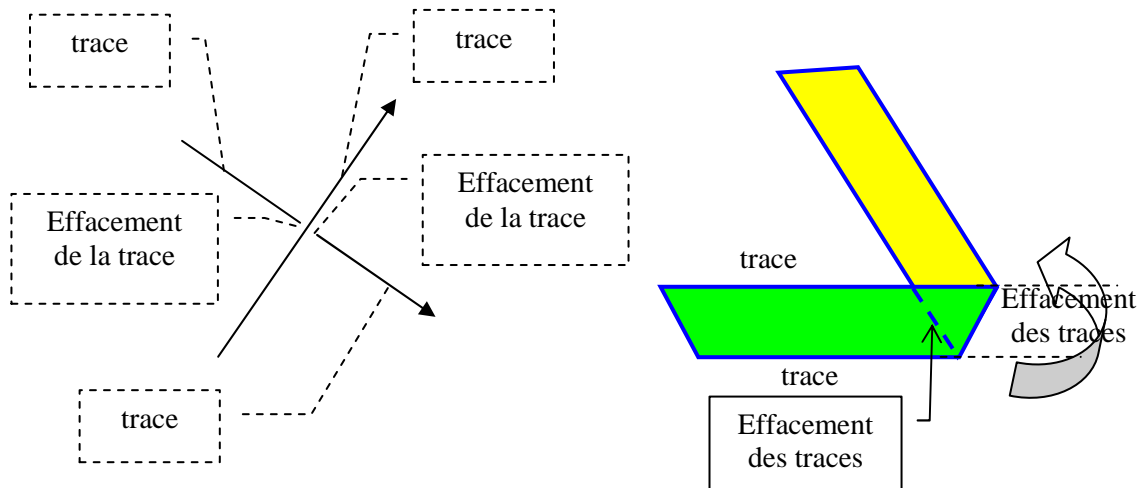 trace
trace
Effacement
de la trace
Effacement
de la trace
trace
trace
Effacement
des traces
trace
Effacement
des traces